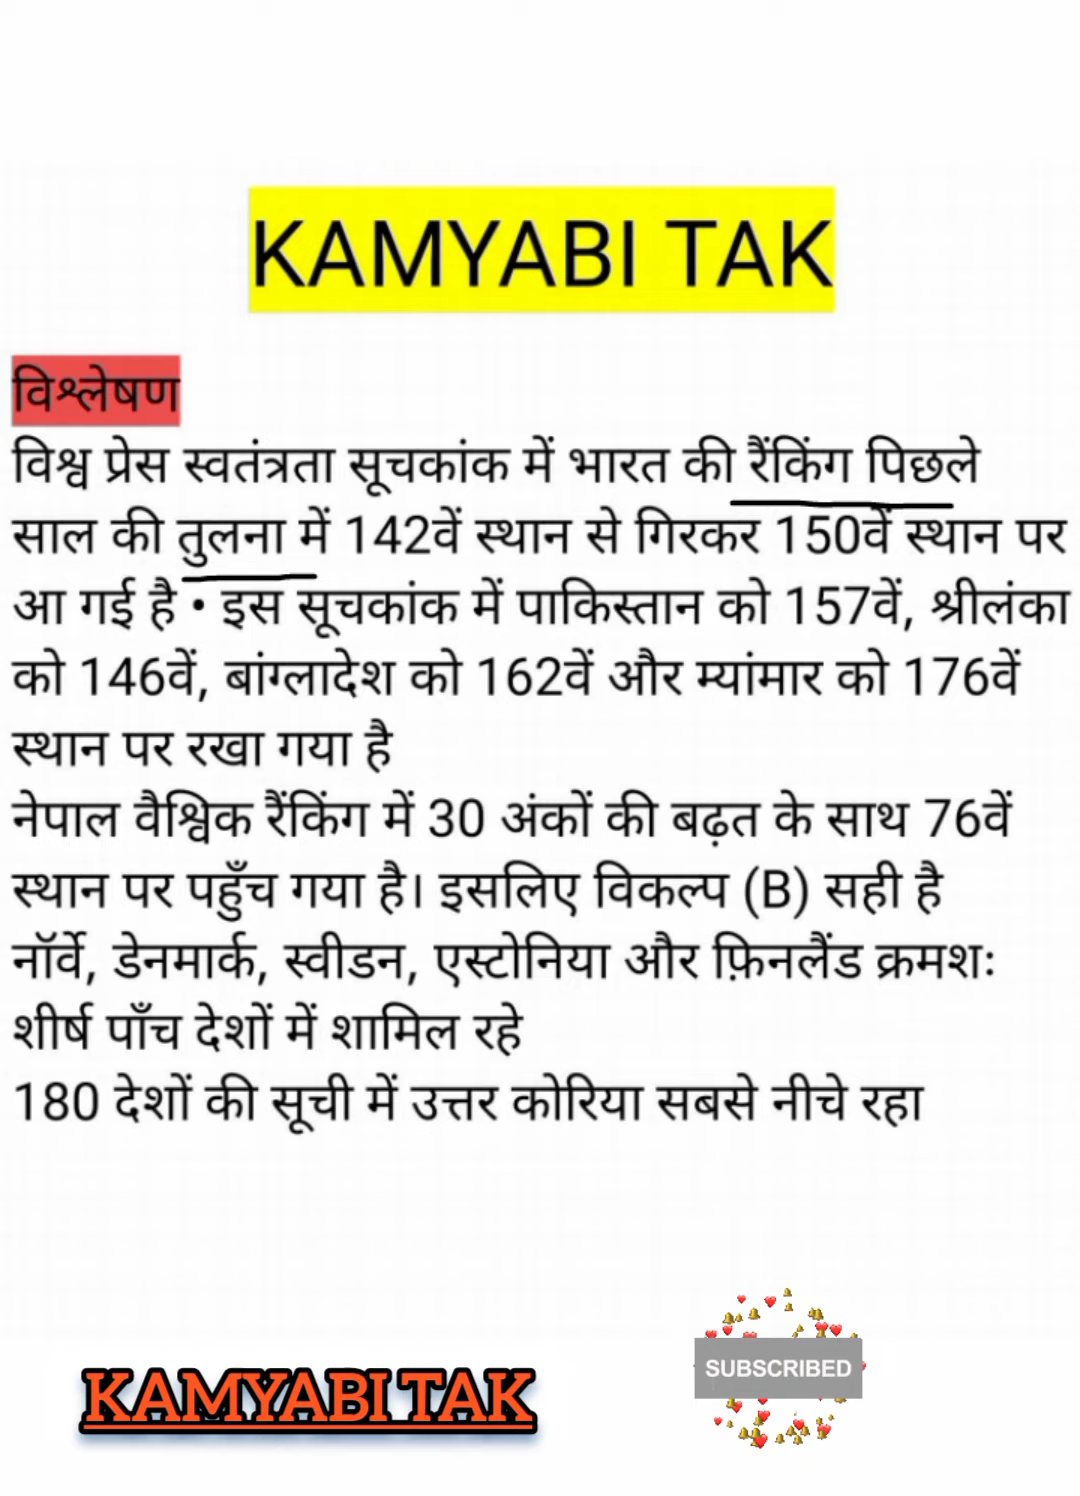 KAMYABI TAK
विश्लेषण
विश्व प्रेस स्वतंत्रता सूचकांक में भारत की रैंकिंग पिछले
साल की तुलना में 142वें स्थान से गिरकर 150वें स्थान पर
आ गई है • इस सूचकांक में पाकिस्तान को 157वें, श्रीलंका
को 146वें, बांग्लादेश को 162वें और म्यांमार को 176वें
स्थान पर रखा गया है
नेपाल वैश्विक रैंकिंग में 30 अंकों की बढ़त के साथ 76वें
स्थान पर पहुँच गया है। इसलिए विकल्प (B) सही है
नॉर्वे, डेनमार्क, स्वीडन, एस्टोनिया और फ़िनलैंड क्रमशः
शीर्ष पाँच देशों में शामिल रहे
180 देशों की सूची में उत्तर कोरिया सबसे नीचे रहा
SUBSCRIBED
KAMYABI TAK